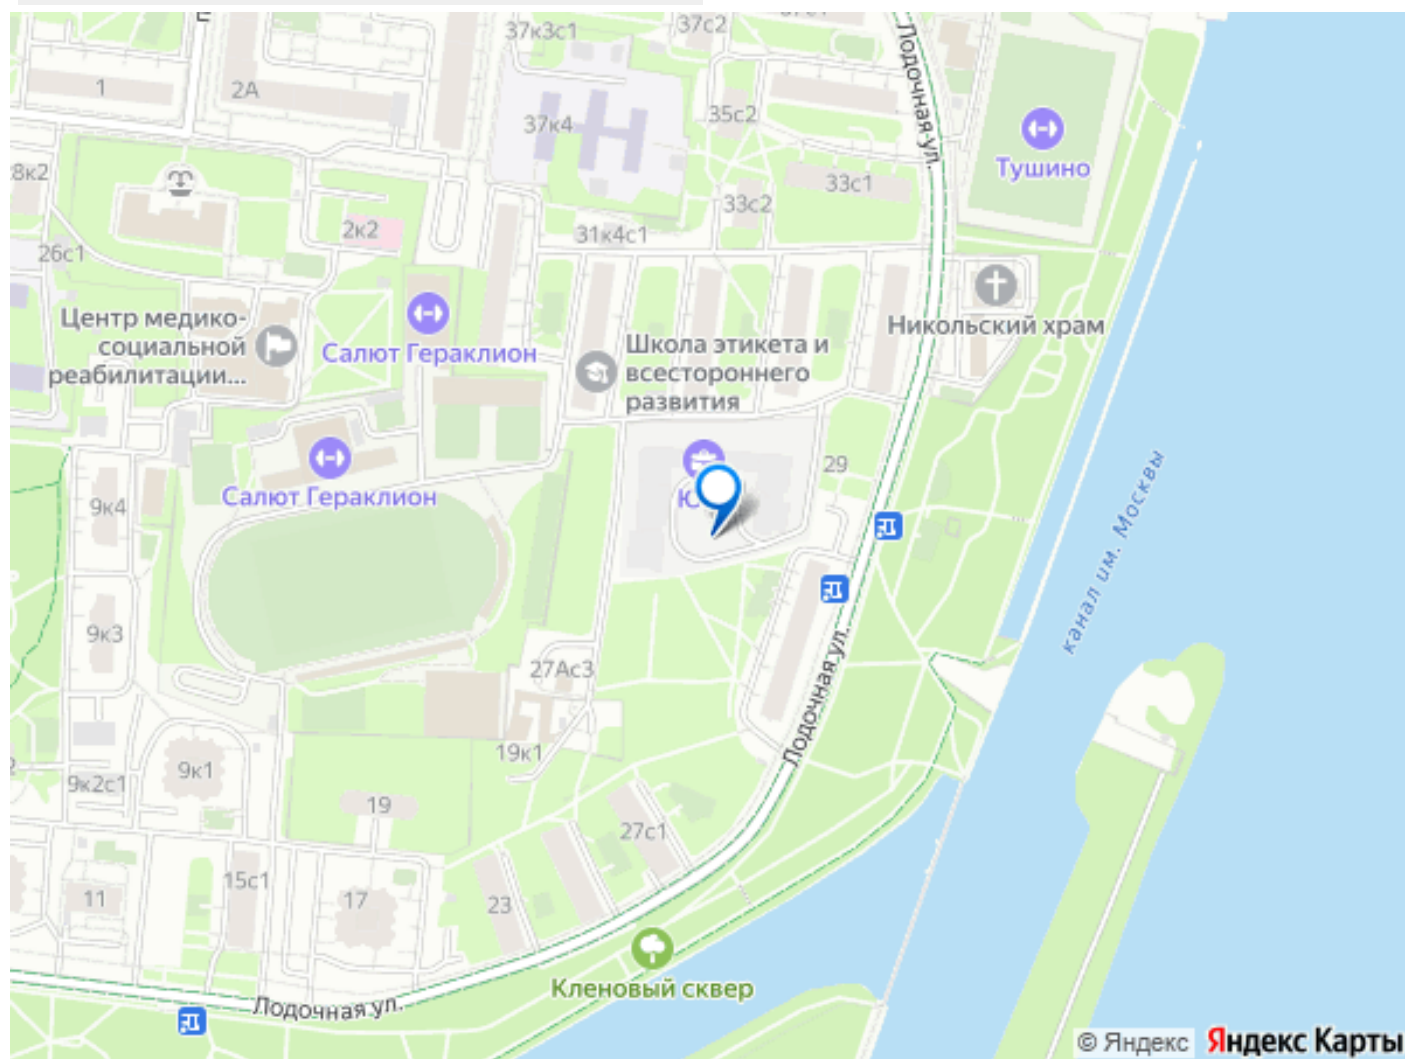 37к3с1
37с2
Лодочная ул.
1
2А
37к4
35с2
Тушино
8к2
33с1
33с2
2к2
31к4с1
26с1
Центр медико-
социальной
реабилитации...
Салют Гераклион
Школа этикета и
всестороннего
развития
Никольский храм
Салют Гераклион
29
9к4
Ю
канал им. Москвы
9к3
27Ас3
Лодочная ул.
19к1
9к1
9к2с1
19
27с1
15с1
11
17
23
Кленовый сквер
Лодочная ул.
© Яндекс Яндекс Карты